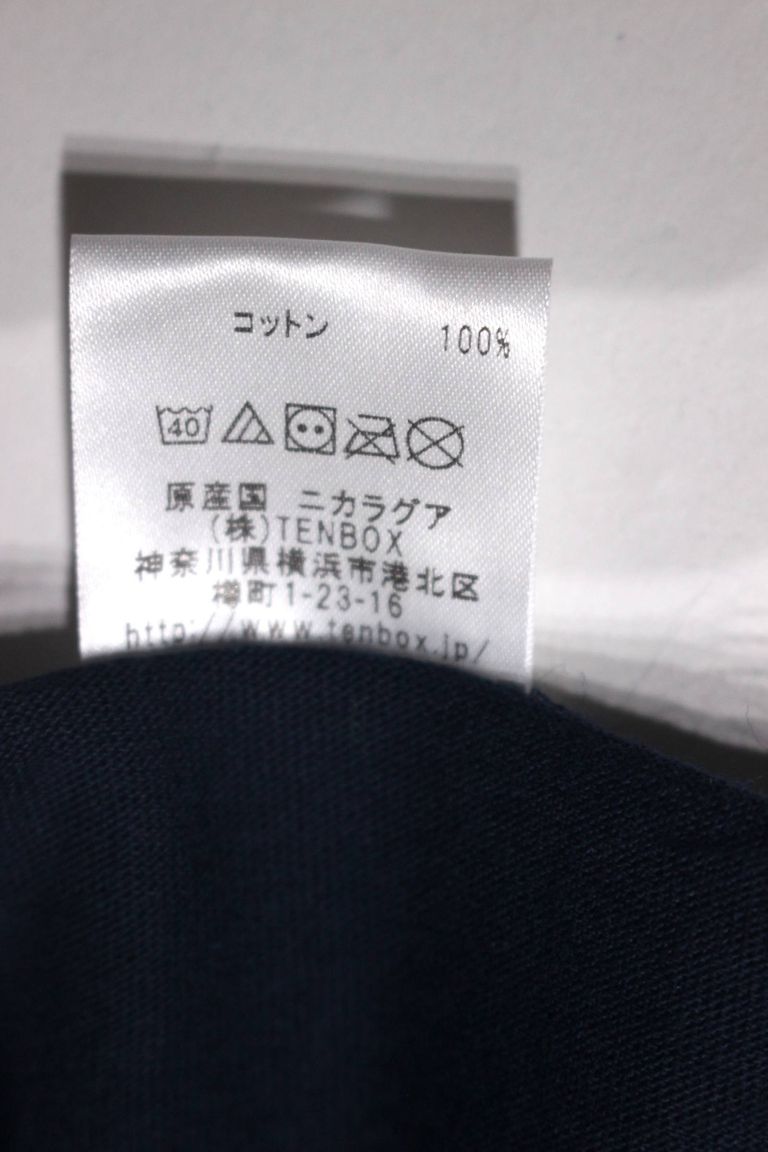 コットン 100%
40
原産国 ニカラグア
(株)TENBOX
神奈川県横浜市港北区
樽町1-23-16
http://www.tenbox.jp/